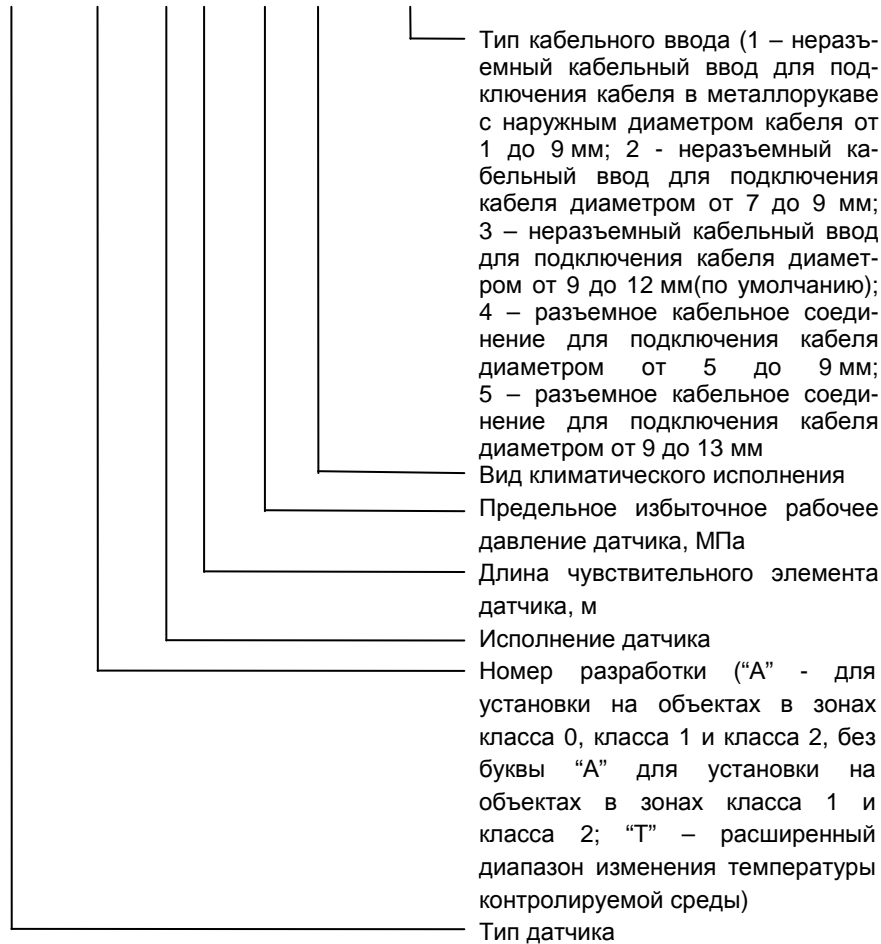 Тип кабельного ввода (1 – неразъ-
емный кабельный ввод для под-
ключения кабеля в металлорукаве
с наружным диаметром кабеля от
1 до 9 мм; 2 - неразъемный ка-
бельный ввод для подключения
кабеля диаметром от 7 до 9 мм;
3 – неразъемный кабельный ввод
для подключения кабеля диамет-
ром от 9 до 12 мм(по умолчанию);
4 – разъемное кабельное соеди-
нение для подключения кабеля
диаметром от 5 до 9 мм;
5 – разъемное кабельное соеди-
нение для подключения кабеля
диаметром от 9 до 13 мм
Вид климатического исполнения
Предельное избыточное рабочее
давление датчика, МПа
Длина чувствительного элемента
датчика, м
Исполнение датчика
Номер разработки (“А” - для
установки на объектах в зонах
класса 0, класса 1 и класса 2, без
буквы “А” для установки на
объектах в зонах класса 1 и
класса 2; “Т” – расширенный
диапазон изменения температуры
контролируемой среды)
Тип датчика